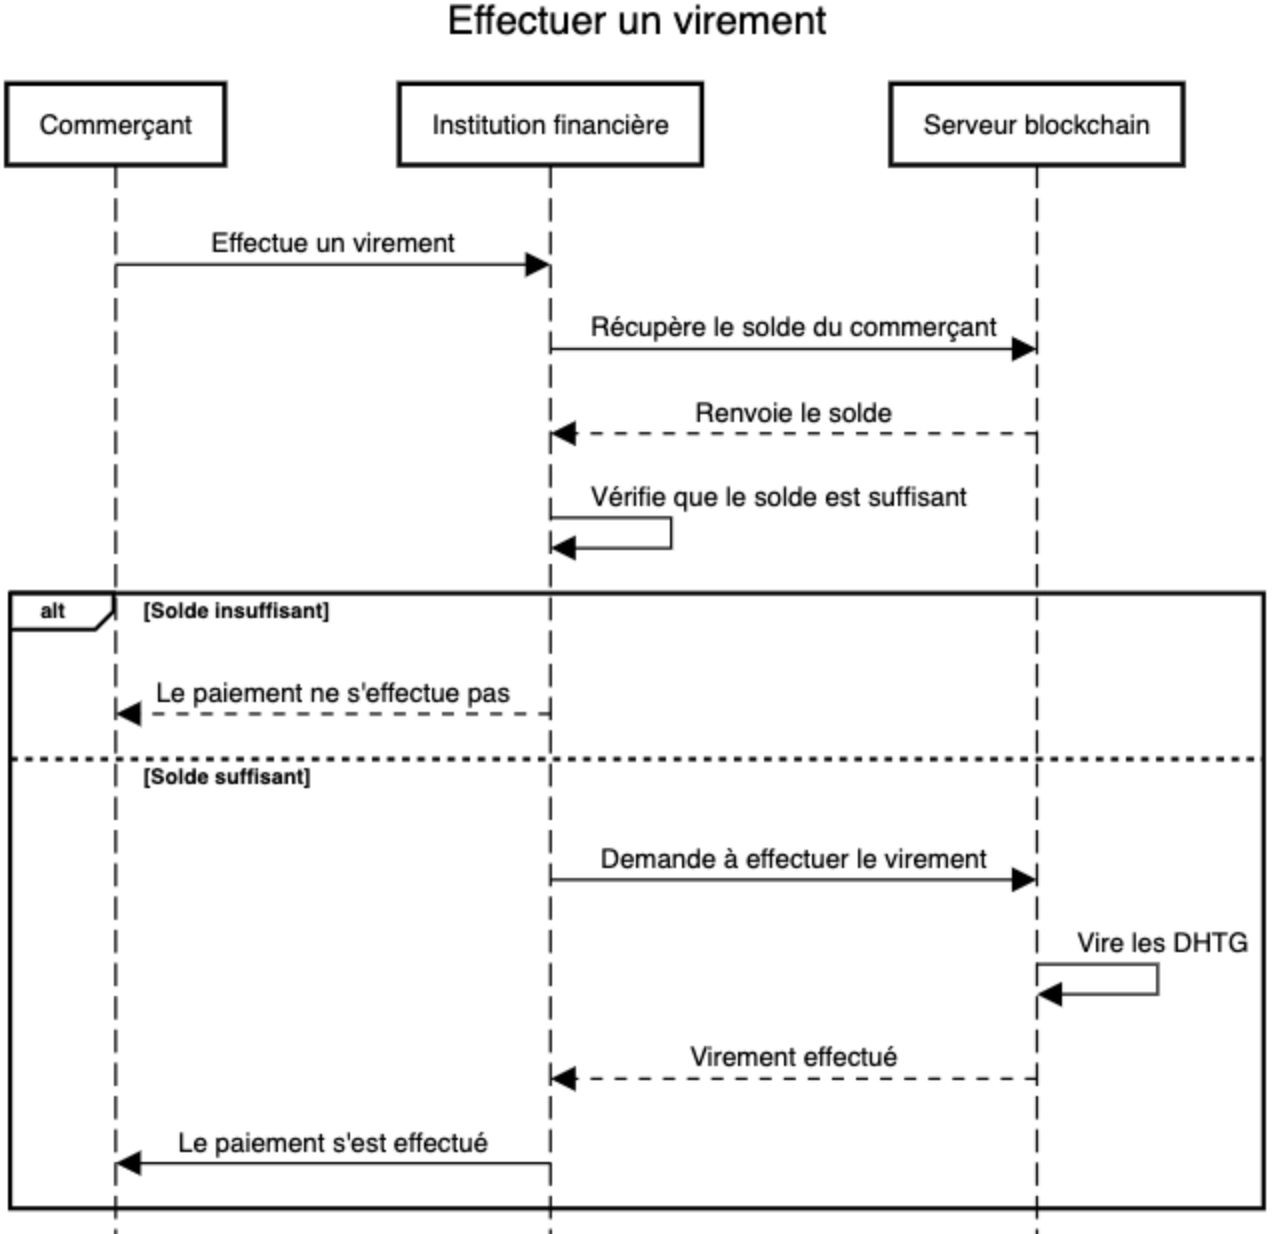 Effectuer un virement
Commerçant
Institution financière
Serveur blockchain
Effectue un virement
Récupère le solde du commerçant
Renvoie le solde
Vérifie que le solde est suffisant
alt
[Solde insuffisant]
Le paiement ne s'effectue pas
[Solde suffisant]
Demande à effectuer le virement
Vire les DHTG
Virement effectué
Le paiement s'est effectué